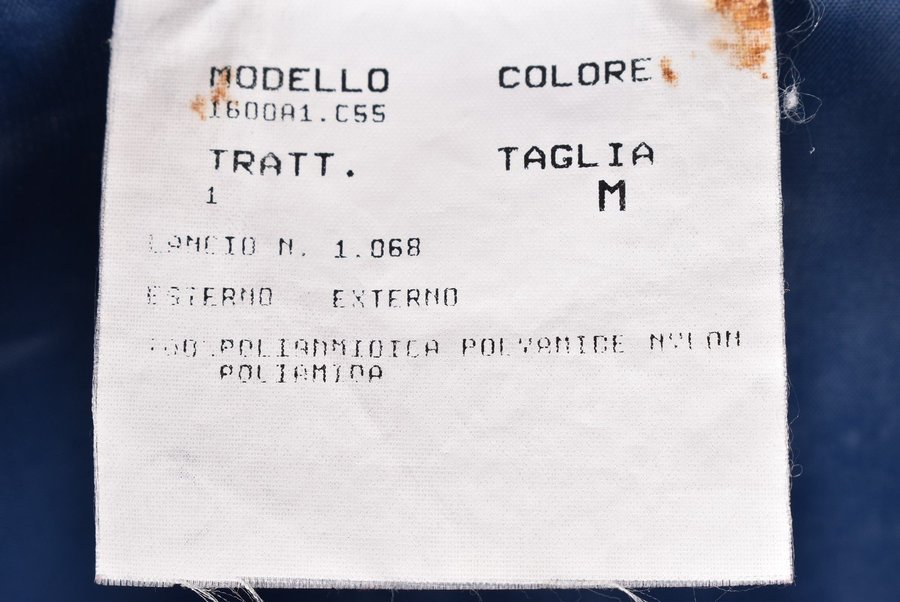 MODELLO COLORE
1600A1.C55
TRATT. TAGLIA
1 M
LANCIO N. 1.068
ESTERNO EXTERNO
POLIAMMIDICA POLYAMIDE NYLON
POLIAMIDA